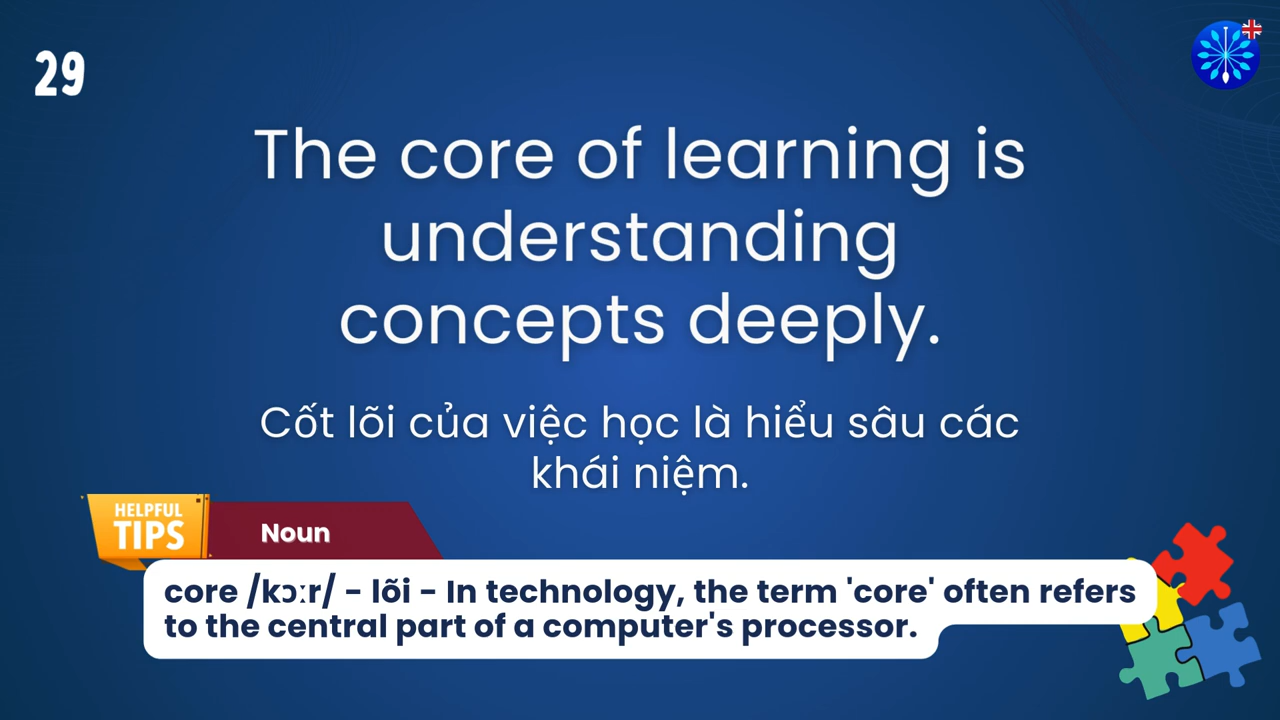 29
The core of learning is
understanding
concepts deeply.
Cốt lõi của việc học là hiểu sâu các
khái niệm.
HELPFUL
TIPS
Noun
core /kɔːr/ - lõi - In technology, the term 'core' often refers
to the central part of a computer's processor.